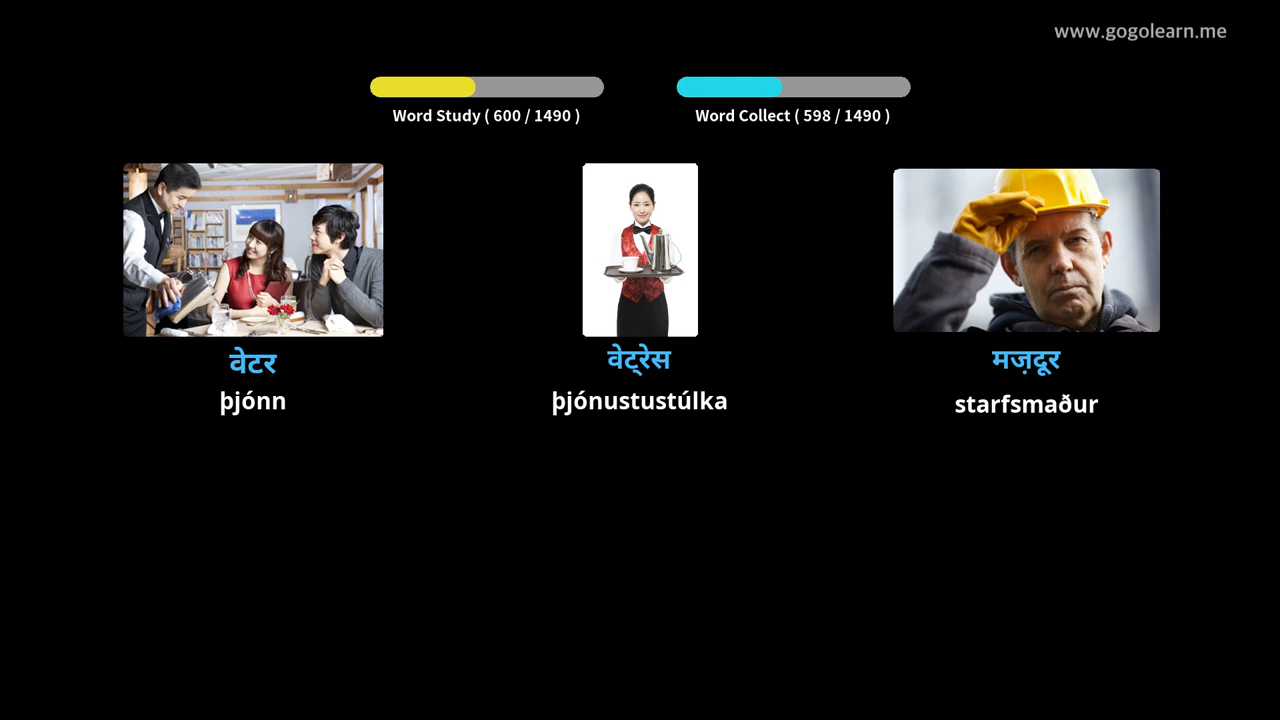 www.gogolearn.me
Word Study ( 600 / 1490 )
Word Collect ( 598 / 1490 )
वेटर
þjónn
वेट्रेस
þjónustustúlka
मज़दूर
starfsmaður